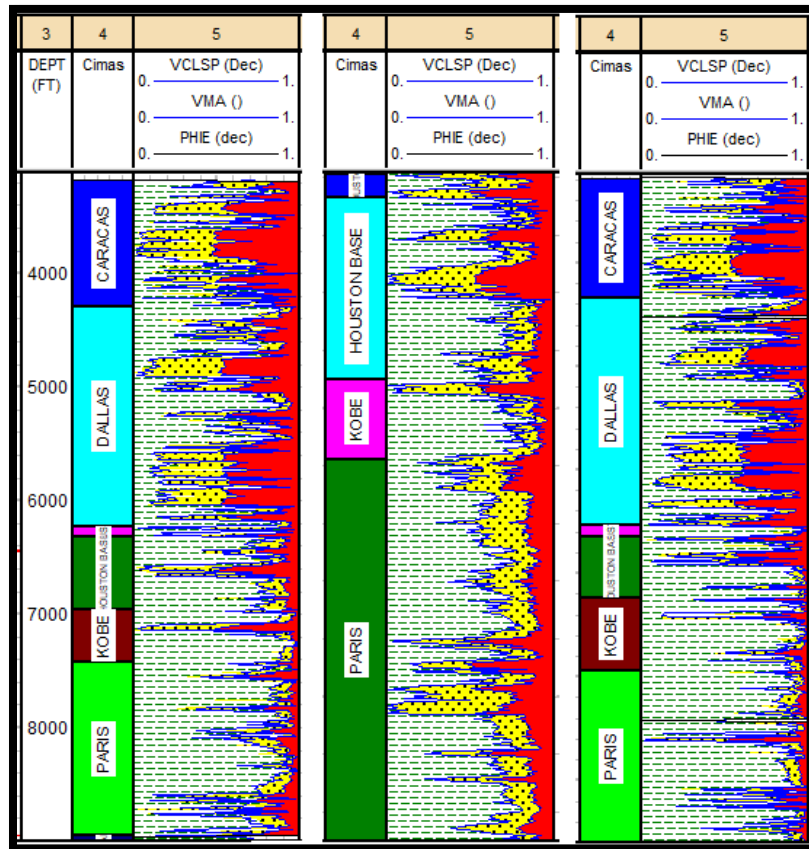 3 4 5
DEPT
(FT)
Cimas
VCLSP (Dec)
0. 1.
VMA ()
0. 1.
PHIE (dec)
0. 1.
CARACAS
4000
DALLAS
5000
6000
HOUSTON BASIS
7000
KOBE
PARIS
8000
4 5
Cimas
VCLSP (Dec)
0. 1.
VMA ()
0. 1.
PHIE (dec)
0. 1.
HOUSTON BASE
KOBE
PARIS
4 5
Cimas
VCLSP (Dec)
0. 1.
VMA ()
0. 1.
PHIE (dec)
0. 1.
CARACAS
DALLAS
KOBE
PARIS